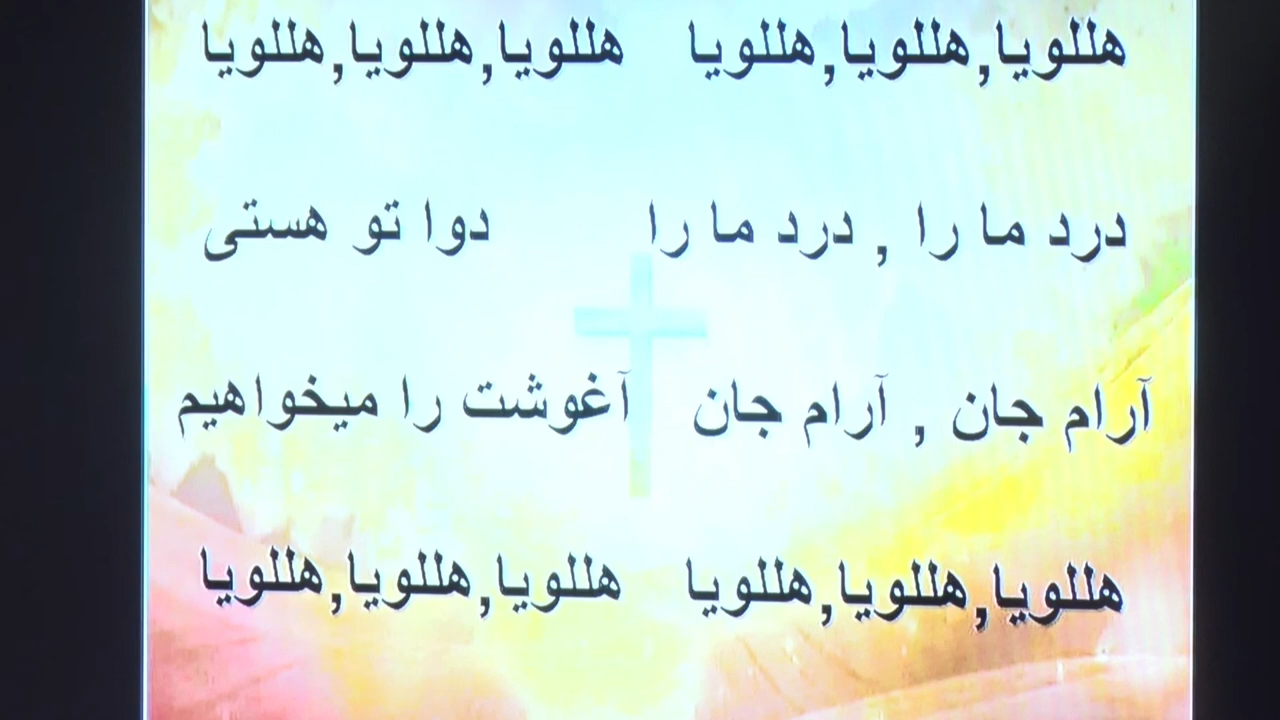 هللویا,هللویا,هللویا هللویا,هللویا,هللویا
درد ما را , درد ما را دوا تو هستی
آرام جان , آرام جان آغوشت را میخواهیم
هللویا,هللویا,هللویا هللویا,هللویا,هللویا